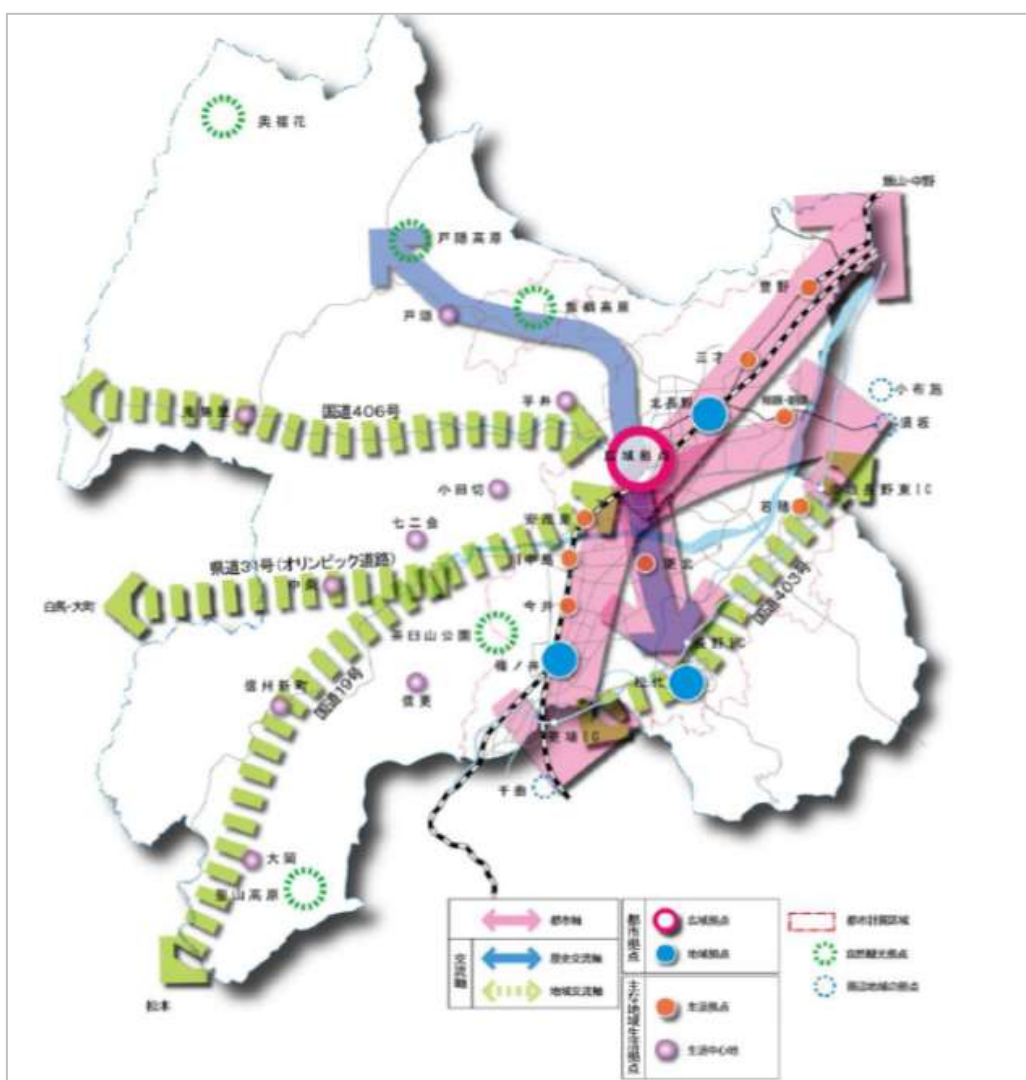 奥裾花
飯山・中野
戸隠高原
豊野
飯綱高原
戸隠
三才
小布施
北長野
芋井
国道406号
須坂
広域拠点
小田切
若穂
安茂里
七二会
県道31号(オリンピック道路)
中条
更北
今井
国道403号
白馬・大町
茶臼山公園
長野IC
篠ノ井
松代
信州新町
国道19号
信更
更埴IC
千曲
大岡
聖山高原
松本
都市軸
交流軸
歴史交流軸
地域交流軸
都市拠点
広域拠点
地域拠点
主な地域生活拠点
生活拠点
生活中心地
都市計画区域
自然観光拠点
周辺地域の拠点